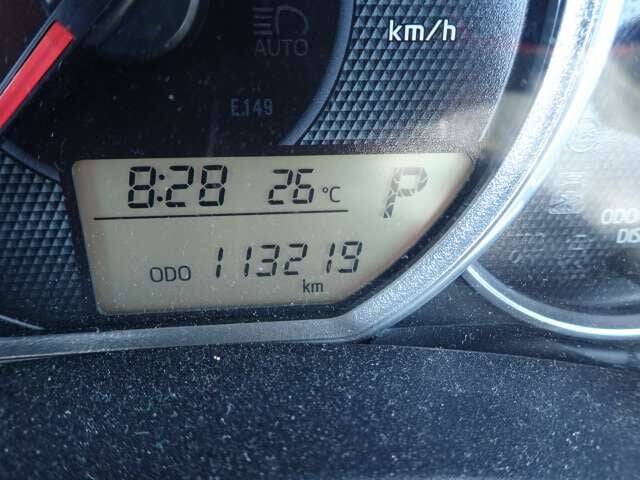 AUTO
km/h
E.149
8:28 26°C P
ODO 113219
km
ODO
DIS